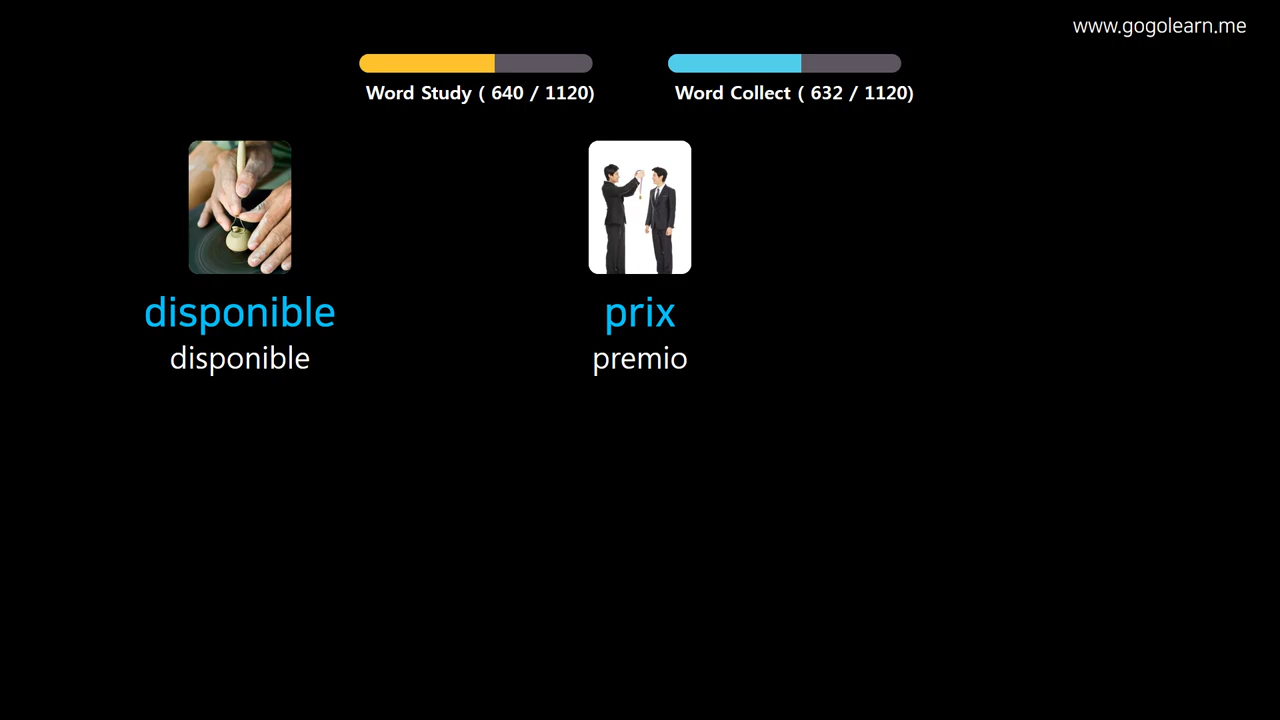 www.gogolearn.me
Word Study ( 640 / 1120)
Word Collect ( 632 / 1120)
disponible
disponible
prix
premio